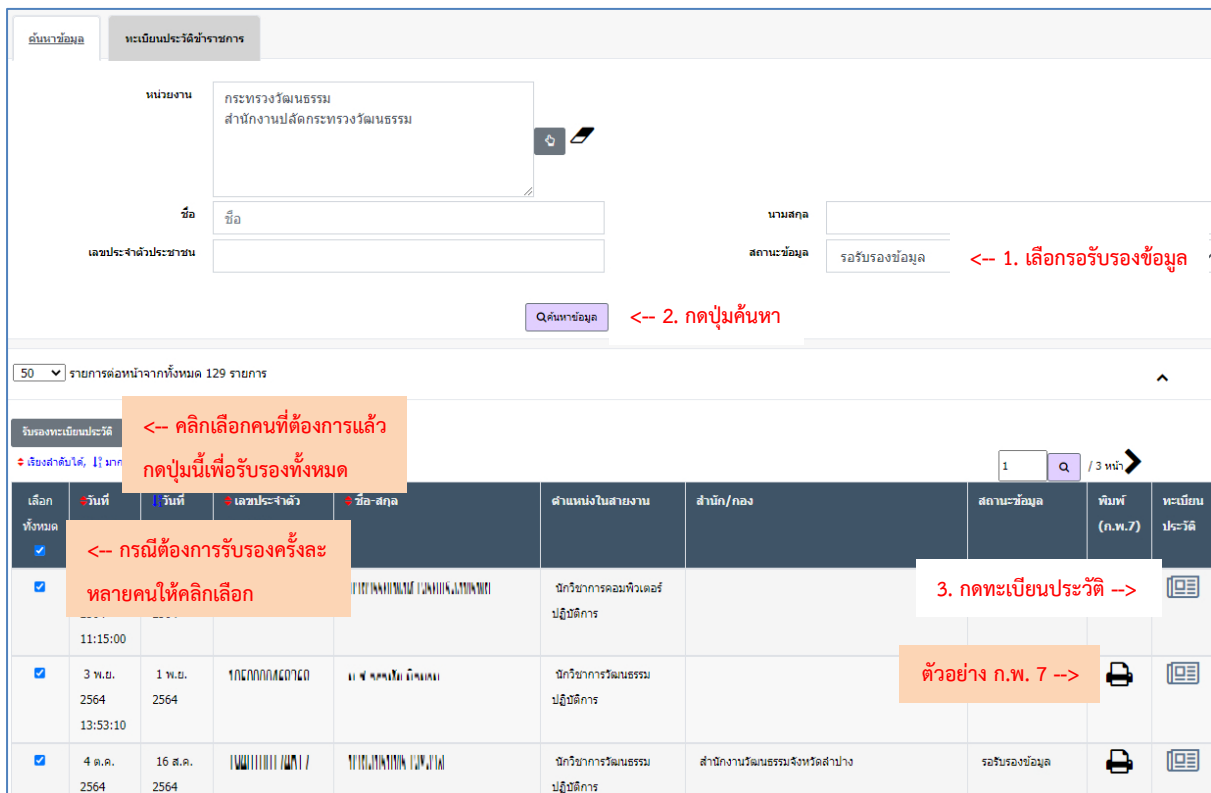 ค้นหาข้อมูล
ทะเบียนประวัติข้าราชการ
หน่วยงาน
กระทรวงวัฒนธรรม
สำนักงานปลัดกระทรวงวัฒนธรรม
ชื่อ
ชื่อ
นามสกุล
เลขประจำตัวประชาชน
สถานะข้อมูล
รอรับรองข้อมูล
<-- 1. เลือกรอรับรองข้อมูล
ค้นหาข้อมูล
<-- 2. กดปุ่มค้นหา
50 รายการต่อหน้าจากทั้งหมด 129 รายการ
รับรองทะเบียนประวัติ
<-- คลิกเลือกคนที่ต้องการแล้ว
กดปุ่มนี้เพื่อรับรองทั้งหมด
เรียงลำดับได้,
1
/ 3 หน้า
เลือก
ทั้งหมด
วันที่
วันที่
เลขประจำตัว
ชื่อ-สกุล
ตำแหน่งในสายงาน
สำนัก/กอง
สถานะข้อมูล
พิมพ์
(ก.พ.7)
ทะเบียน
ประวัติ
<-- กรณีต้องการรับรองครั้งละ
หลายคนให้คลิกเลือก
11:15:00
นักวิชาการคอมพิวเตอร์
ปฏิบัติการ
3. กดทะเบียนประวัติ -->
3 พ.ย.
2564
13:53:10
1 พ.ย.
2564
นักวิชาการวัฒนธรรม
ปฏิบัติการ
ตัวอย่าง ก.พ. 7 -->
4 ต.ค.
2564
16 ส.ค.
2564
นักวิชาการวัฒนธรรม
ปฏิบัติการ
สำนักงานวัฒนธรรมจังหวัดลำปาง
รอรับรองข้อมูล